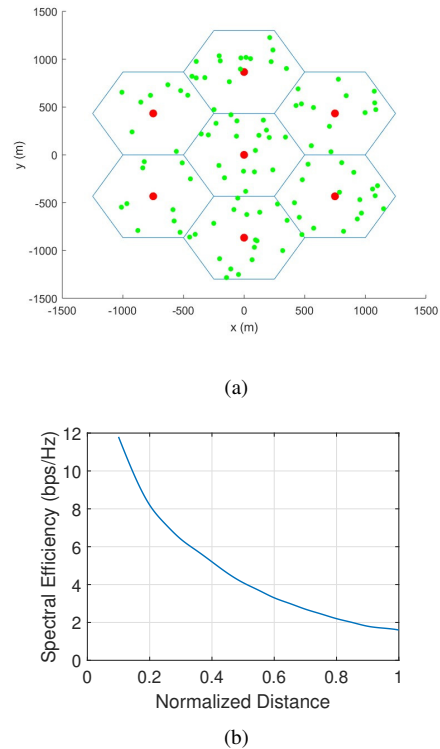 1500
1000
500
0
-500
-1000
-1500
y (m)
-1500 -1000 -500 0 500 1000 1500
x (m)
(a)
12
10
8
6
4
2
0
Spectral Efficiency (bps/Hz)
0 0.2 0.4 0.6 0.8 1
Normalized Distance
(b)